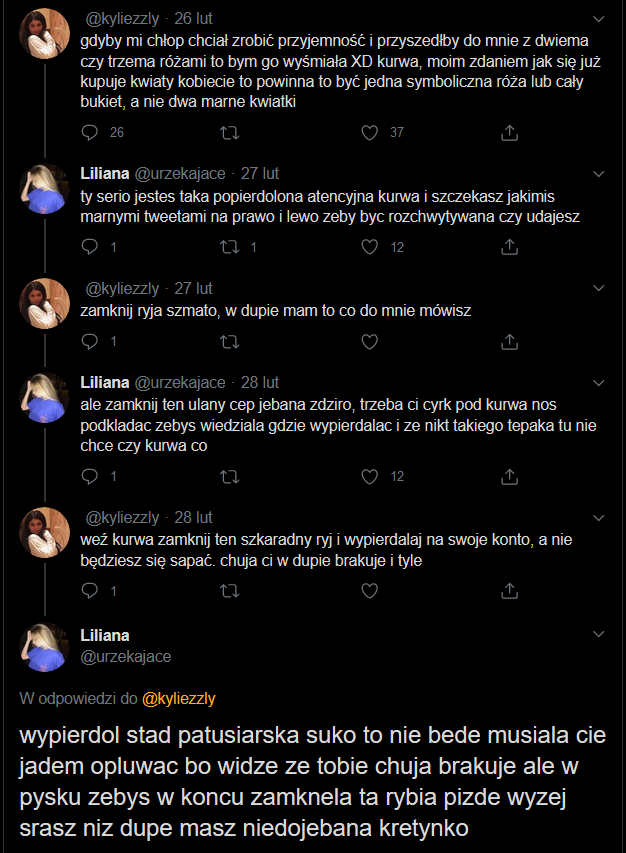 @kyliezzly · 26 lut
gdyby mi chłop chciał zrobić przyjemność i przyszedłby do mnie z dwiema
czy trzema różami to bym go wyśmiała XD kurwa, moim zdaniem jak się już
kupuje kwiaty kobiecie to powinna to być jedna symboliczna róża lub cały
bukiet, a nie dwa marne kwiatki
26 37
Liliana @urzekajace · 27 lut
ty serio jestes taka popierdolona atencyjna kurwa i szczekasz jakimis
marnymi tweetami na prawo i lewo zeby byc rozchwytywana czy udajesz
1 1 12
@kyliezzly · 27 lut
zamknij ryja szmato, w dupie mam to co do mnie mówisz
1
Liliana @urzekajace · 28 lut
ale zamknij ten ulany cep jebana zdziro, trzeba ci cyrk pod kurwa nos
podkladac zebys wiedziala gdzie wypierdalac i ze nikt takiego tepaka tu nie
chce czy kurwa co
1 12
@kyliezzly · 28 lut
weź kurwa zamknij ten szkaradny ryj i wypierdalaj na swoje konto, a nie
będziesz się sapać. chuja ci w dupie brakuje i tyle
1
Liliana
@urzekajace
W odpowiedzi do @kyliezzly
wypierdol stad patusiarska suko to nie bede musiala cie
jadem opluwac bo widze ze tobie chuja brakuje ale w
pysku zebys w koncu zamknela ta rybia pizde wyzej
srasz niz dupe masz niedojebana kretynko